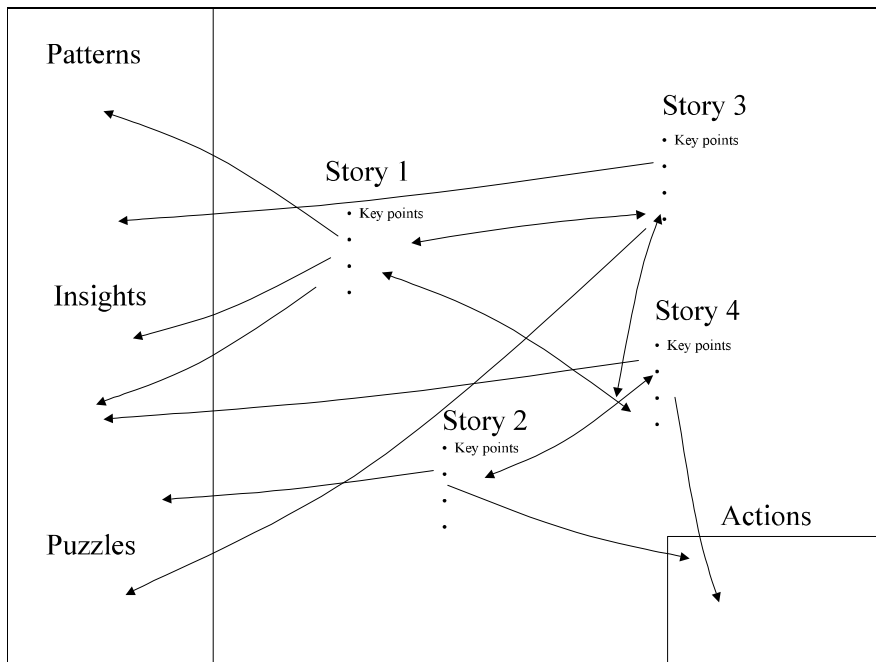 Patterns
Insights
Puzzles
Story 1
• Key points
•
•
•
Story 2
• Key points
•
•
•
Story 3
• Key points
•
•
•
Story 4
• Key points
•
•
•
Actions